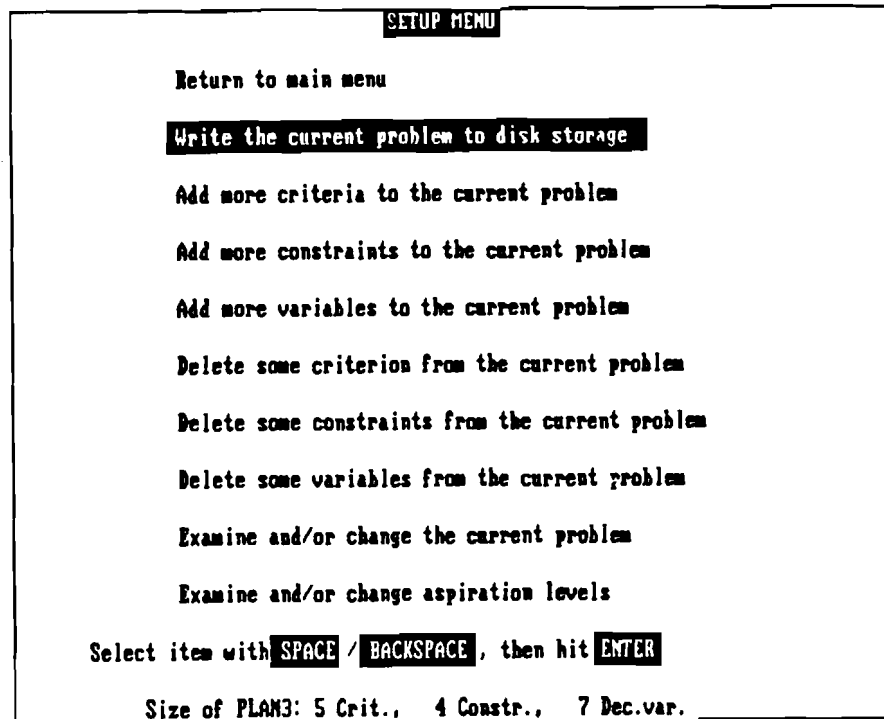 SETUP MENU
Return to main menu
Write the current problem to disk storage
Add more criteria to the current problem
Add more constraints to the current problem
Add more variables to the current problem
Delete some criterion from the current problem
Delete some constraints from the current problem
Delete some variables from the current problem
Examine and/or change the current problem
Examine and/or change aspiration levels
Select item with SPACE / BACKSPACE , then hit ENTER
Size of PLAN3: 5 Crit., 4 Constr., 7 Dec.var.